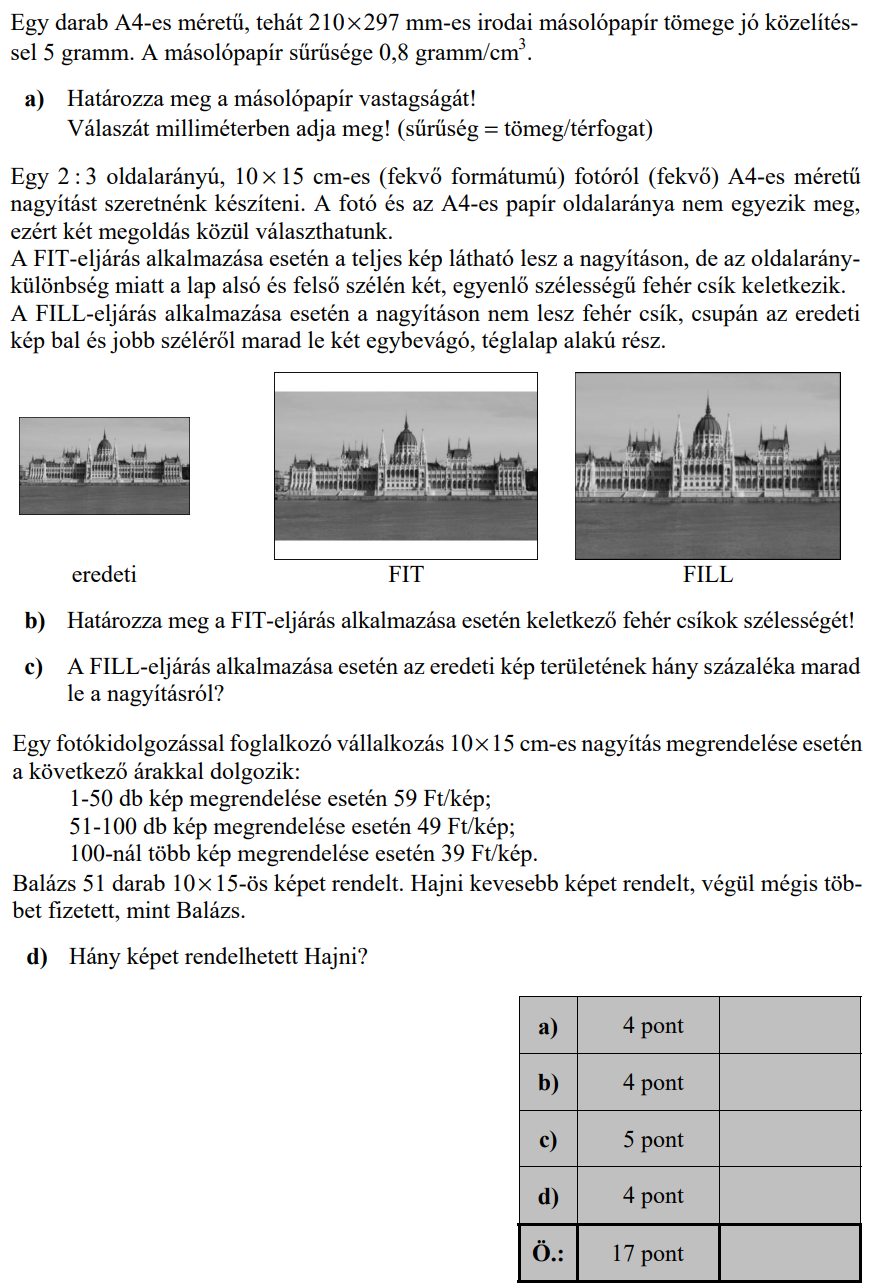 Egy darab A4-es méretű, tehát 210×297 mm-es irodai másolópapír tömege jó közelítés-
sel 5 gramm. A másolópapír sűrűsége 0,8 gramm/cm³.
a) Határozza meg a másolópapír vastagságát!
Válaszát milliméterben adja meg! (sűrűség = tömeg/térfogat)
Egy 2 : 3 oldalarányú, 10 × 15 cm-es (fekvő formátumú) fotóról (fekvő) A4-es méretű
nagyítást szeretnénk készíteni. A fotó és az A4-es papír oldalaránya nem egyezik meg,
ezért két megoldás közül választhatunk.
A FIT-eljárás alkalmazása esetén a teljes kép látható lesz a nagyításon, de az oldalarány-
különbség miatt a lap alsó és felső szélén két, egyenlő szélességű fehér csík keletkezik.
A FILL-eljárás alkalmazása esetén a nagyításon nem lesz fehér csík, csupán az eredeti
kép bal és jobb széléről marad le két egybevágó, téglalap alakú rész.
eredeti FIT FILL
b) Határozza meg a FIT-eljárás alkalmazása esetén keletkező fehér csíkok szélességét!
c) A FILL-eljárás alkalmazása esetén az eredeti kép területének hány százaléka marad
le a nagyításról?
Egy fotókidolgozással foglalkozó vállalkozás 10×15 cm-es nagyítás megrendelése esetén
a következő árakkal dolgozik:
1-50 db kép megrendelése esetén 59 Ft/kép;
51-100 db kép megrendelése esetén 49 Ft/kép;
100-nál több kép megrendelése esetén 39 Ft/kép.
Balázs 51 darab 10×15-ös képet rendelt. Hajni kevesebb képet rendelt, végül mégis töb-
bet fizetett, mint Balázs.
d) Hány képet rendelhetett Hajni?
a) 4 pont
b) 4 pont
c) 5 pont
d) 4 pont
Ö.: 17 pont